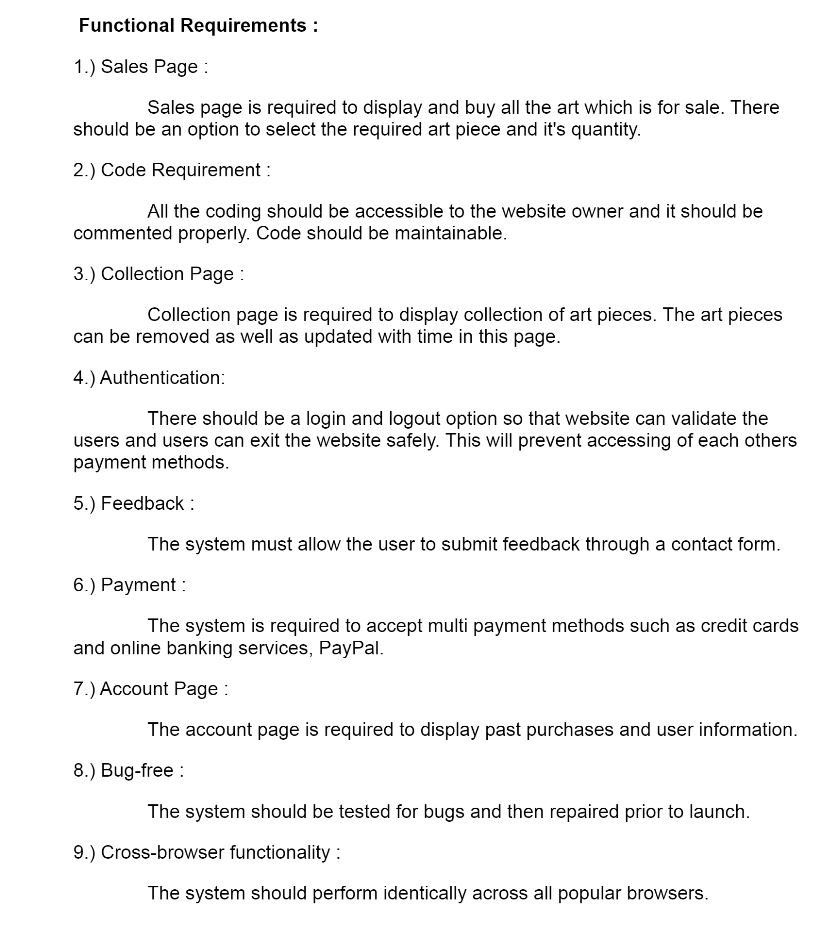 Functional Requirements :
1.) Sales Page :
Sales page is required to display and buy all the art which is for sale. There
should be an option to select the required art piece and it's quantity.
2.) Code Requirement :
All the coding should be accessible to the website owner and it should be
commented properly. Code should be maintainable.
3.) Collection Page :
Collection page is required to display collection of art pieces. The art pieces
can be removed as well as updated with time in this page.
4.) Authentication:
There should be a login and logout option so that website can validate the
users and users can exit the website safely. This will prevent accessing of each others
payment methods.
5.) Feedback :
The system must allow the user to submit feedback through a contact form.
6.) Payment :
The system is required to accept multi payment methods such as credit cards
and online banking services, PayPal.
7.) Account Page :
The account page is required to display past purchases and user information.
8.) Bug-free :
The system should be tested for bugs and then repaired prior to launch.
9.) Cross-browser functionality :
The system should perform identically across all popular browsers.